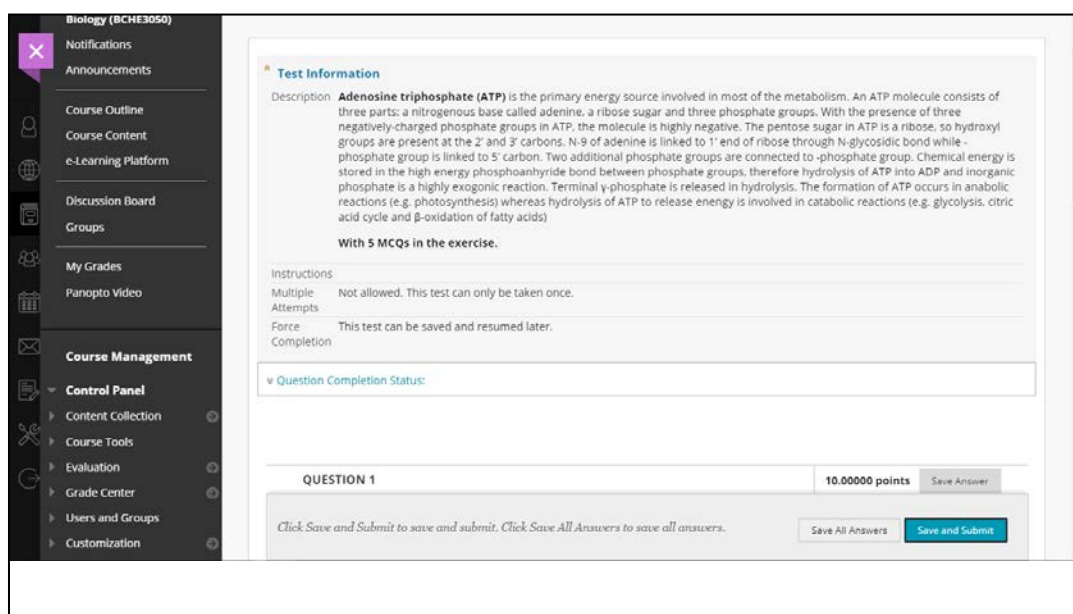 Biology (BCHE3050)
Notifications
Announcements
Course Outline
Course Content
e-Learning Platform
Discussion Board
Groups
My Grades
Panopto Video
Course Management
Control Panel
Content Collection
Course Tools
Evaluation
Grade Center
Users and Groups
Customization
Test Information
Description Adenosine triphosphate (ATP) is the primary energy source involved in most of the metabolism. An ATP molecule consists of
three parts: a nitrogenous base called adenine, a ribose sugar and three phosphate groups. With the presence of three
negatively-charged phosphate groups in ATP, the molecule is highly negative. The pentose sugar in ATP is a ribose, so hydroxyl
groups are present at the 2' and 3' carbons. N-9 of adenine is linked to 1' end of ribose through N-glycosidic bond while -
phosphate group is linked to 5' carbon. Two additional phosphate groups are connected to -phosphate group. Chemical energy is
stored in the high energy phosphoanhyride bond between phosphate groups, therefore hydrolysis of ATP into ADP and inorganic
phosphate is a highly exogonic reaction. Terminal γ-phosphate is released in hydrolysis. The formation of ATP occurs in anabolic
reactions (e.g. photosynthesis) whereas hydrolysis of ATP to release energy is involved in catabolic reactions (e.g. glycolysis, citric
acid cycle and β-oxidation of fatty acids)
With 5 MCQs in the exercise.
Instructions
Multiple Attempts Not allowed. This test can only be taken once.
Force Completion This test can be saved and resumed later.
Question Completion Status:
QUESTION 1 10.00000 points Save Answer
Click Save and Submit to save and submit. Click Save All Answers to save all answers. Save All Answers Save and Submit